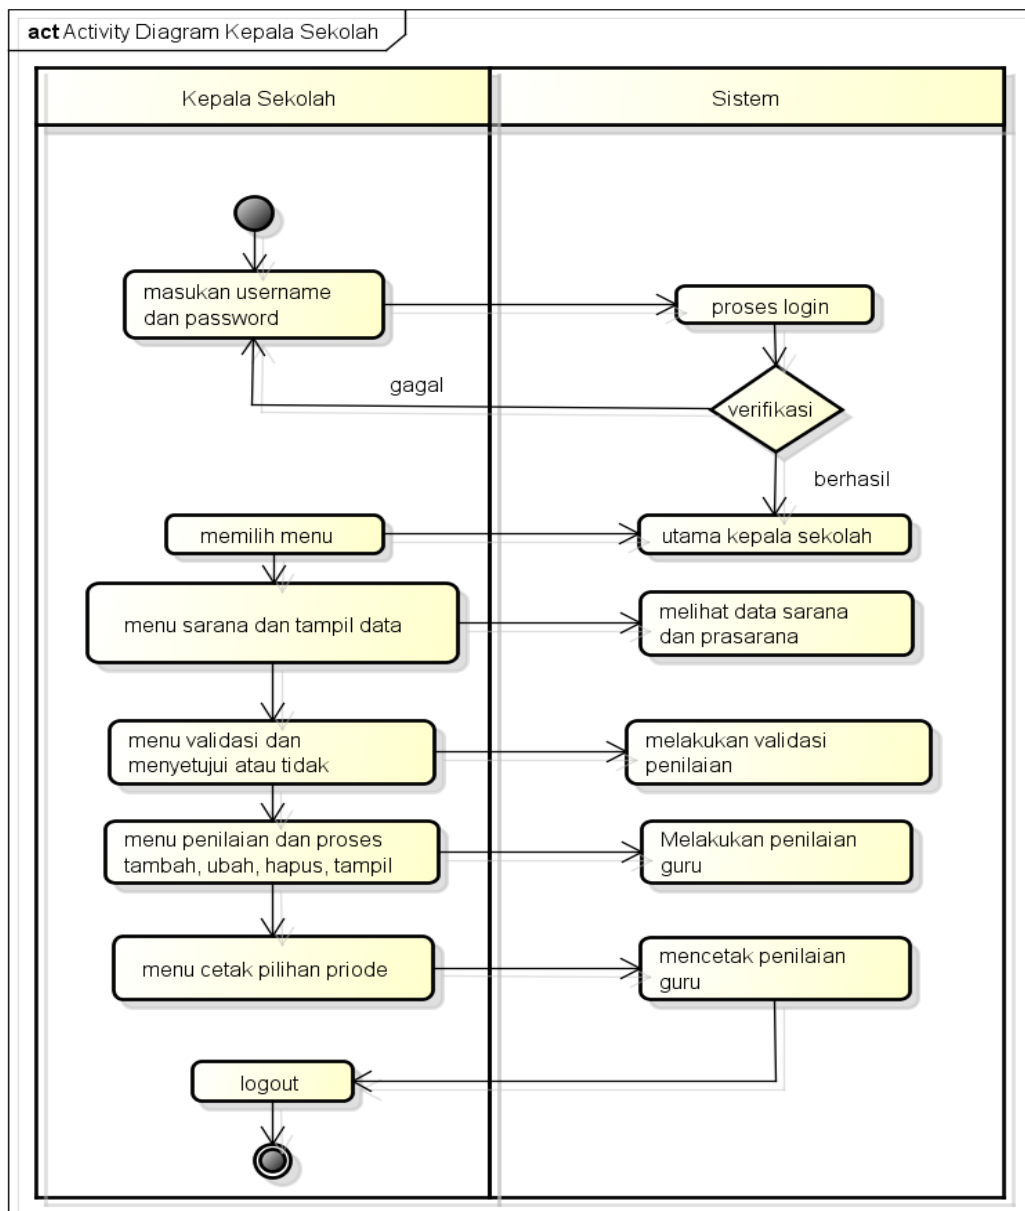 act Activity Diagram Kepala Sekolah
Kepala Sekolah
Sistem
masukan username
dan password
proses login
gagal
verifikasi
berhasil
memilih menu
utama kepala sekolah
menu sarana dan tampil data
melihat data sarana
dan prasarana
menu validasi dan
menyetujui atau tidak
melakukan validasi
penilaian
menu penilaian dan proses
tambah, ubah, hapus, tampil
Melakukan penilaian
guru
menu cetak pilihan priode
mencetak penilaian
guru
logout